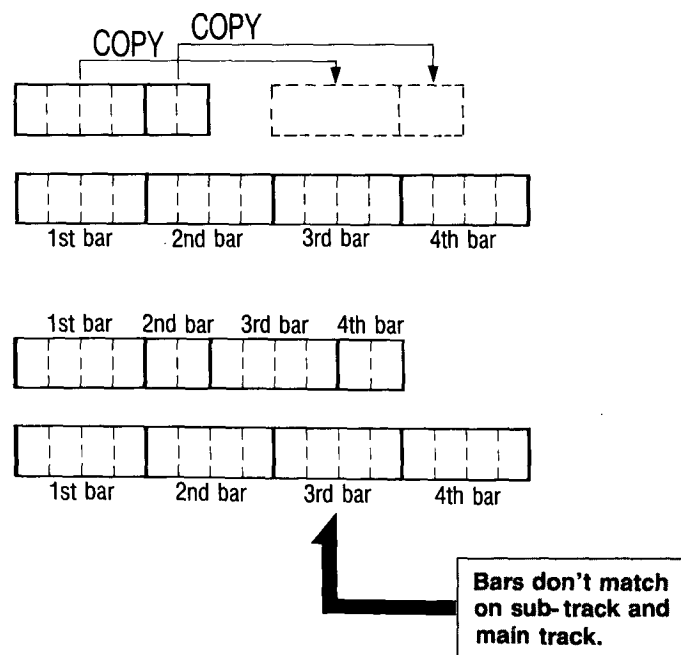 COPY
COPY
1st bar 2nd bar 3rd bar 4th bar
1st bar 2nd bar 3rd bar 4th bar
1st bar 2nd bar 3rd bar 4th bar
Bars don't match
on sub-track and
main track.